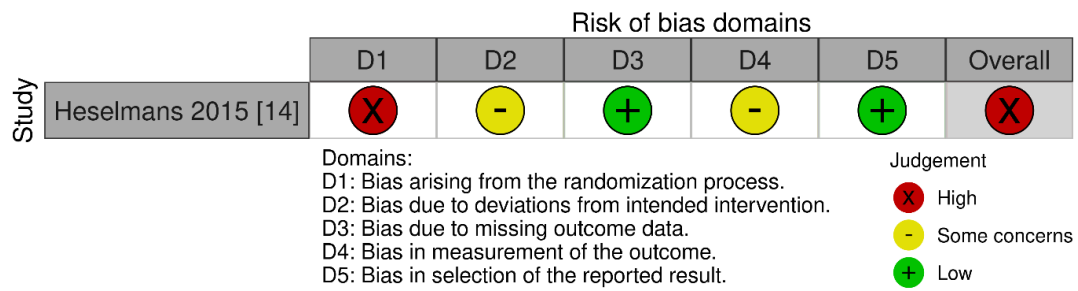 Risk of bias domains
D1 D2 D3 D4 D5 Overall
Study
Heselmans 2015 [14] X - + - + X
Domains:
D1: Bias arising from the randomization process.
D2: Bias due to deviations from intended intervention.
D3: Bias due to missing outcome data.
D4: Bias in measurement of the outcome.
D5: Bias in selection of the reported result.
Judgement
X High
- Some concerns
+ Low